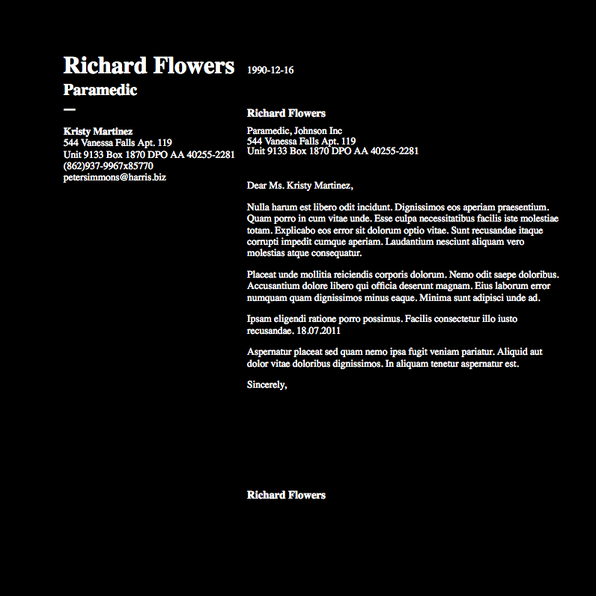 Richard Flowers
Paramedic
—
Kristy Martinez
544 Vanessa Falls Apt. 119
Unit 9133 Box 1870 DPO AA 40255-2281
(862)937-9967x85770
petersimmons@harris.biz
1990-12-16
Richard Flowers
Paramedic, Johnson Inc
544 Vanessa Falls Apt. 119
Unit 9133 Box 1870 DPO AA 40255-2281
Dear Ms. Kristy Martinez,
Nulla harum est libero odit incidunt. Dignissimos eos aperiam praesentium.
Quam porro in cum vitae unde. Esse culpa necessitatibus facilis iste molestiae
totam. Explicabo eos error sit dolorum optio vitae. Sunt recusandae itaque
corrupti impedit cumque aperiam. Laudantium nesciunt aliquam vero
molestias atque consequatur.
Placeat unde mollitia reiciendis corporis dolorum. Nemo odit saepe doloribus.
Accusantium dolore libero qui officia deserunt magnam. Eius laborum error
numquam quam dignissimos minus eaque. Minima sunt adipisci unde ad.
Ipsam eligendi ratione porro possimus. Facilis consectetur illo iusto
recusandae. 18.07.2011
Aspernatur placeat sed quam nemo ipsa fugit veniam pariatur. Aliquid aut
dolor vitae doloribus dignissimos. In aliquam tenetur aspernatur est.
Sincerely,
Richard Flowers